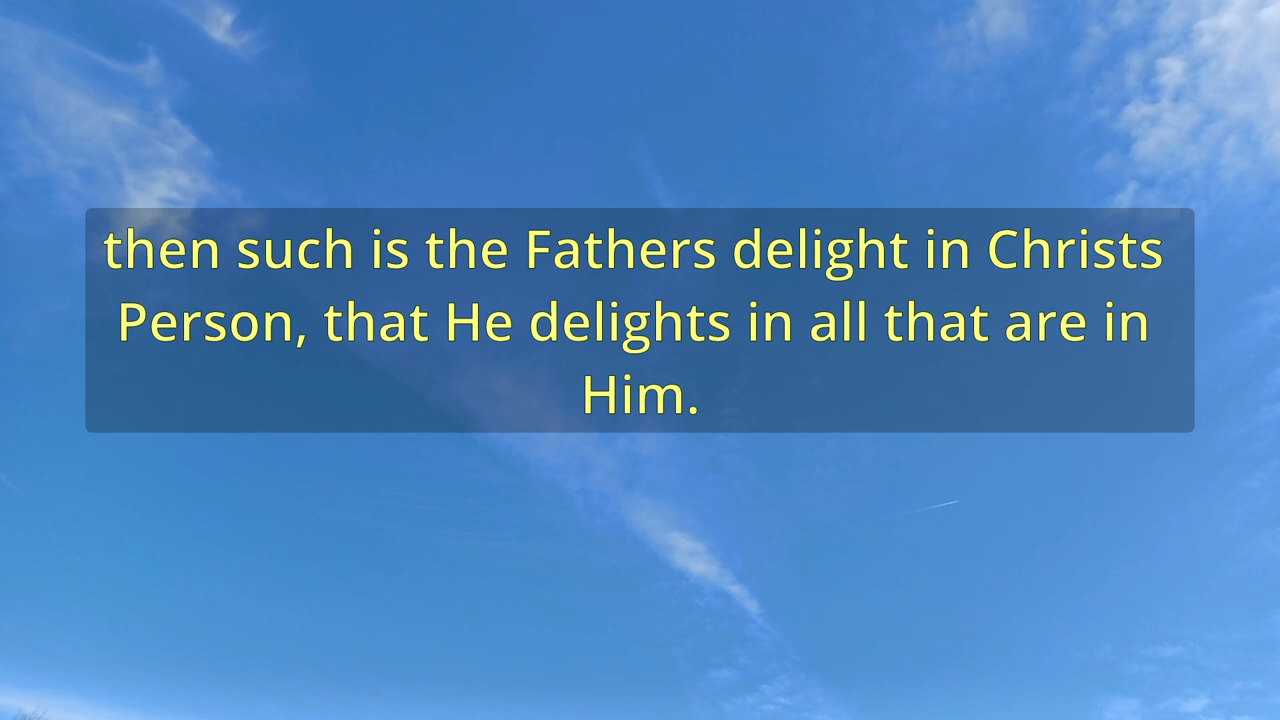 then such is the Fathers delight in Christs
Person, that He delights in all that are in
Him.